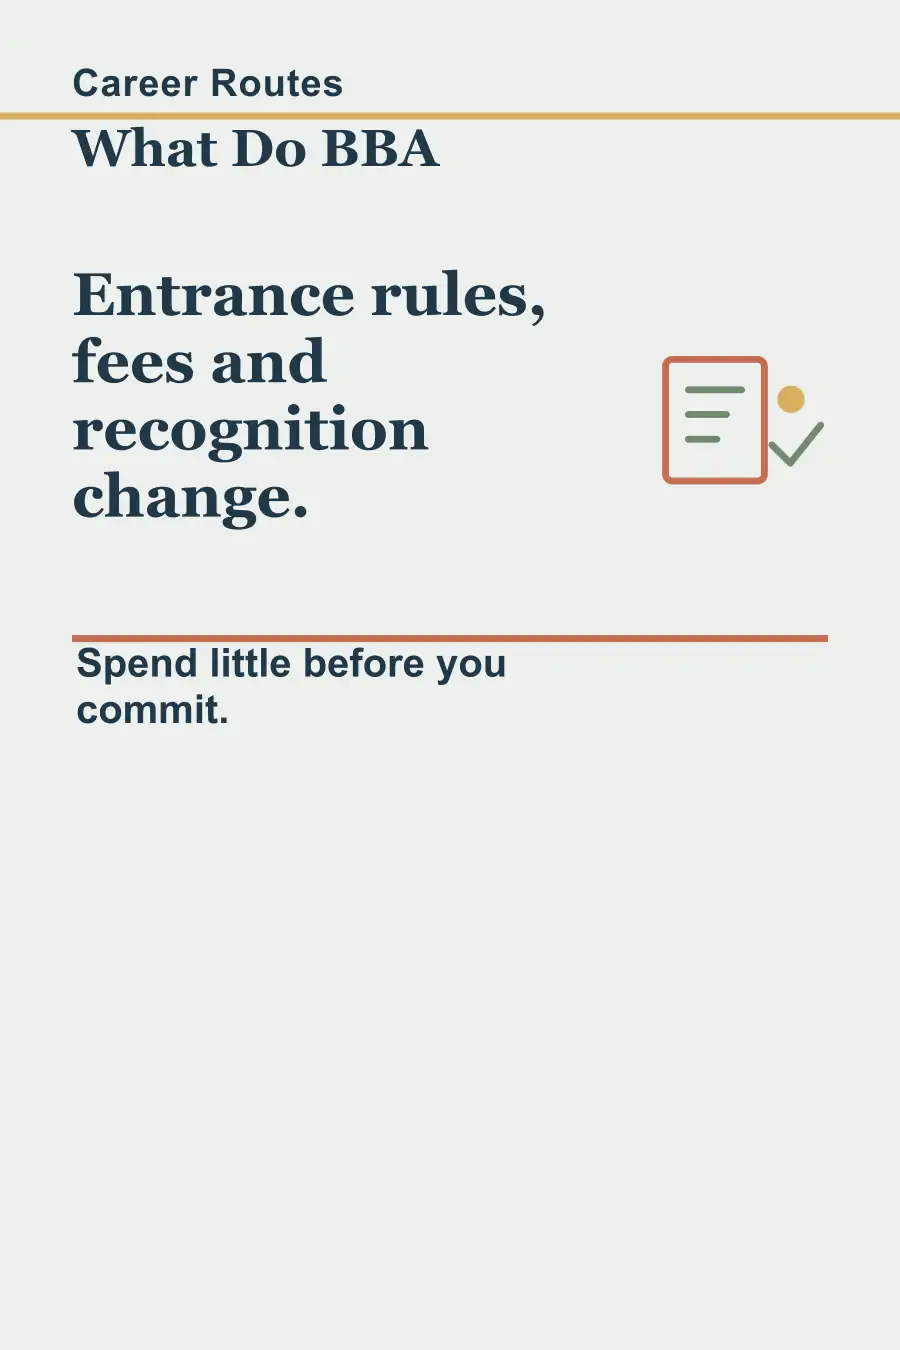 Career Routes
What Do BBA
Entrance rules,
fees and
recognition
change.
Spend little before you
commit.